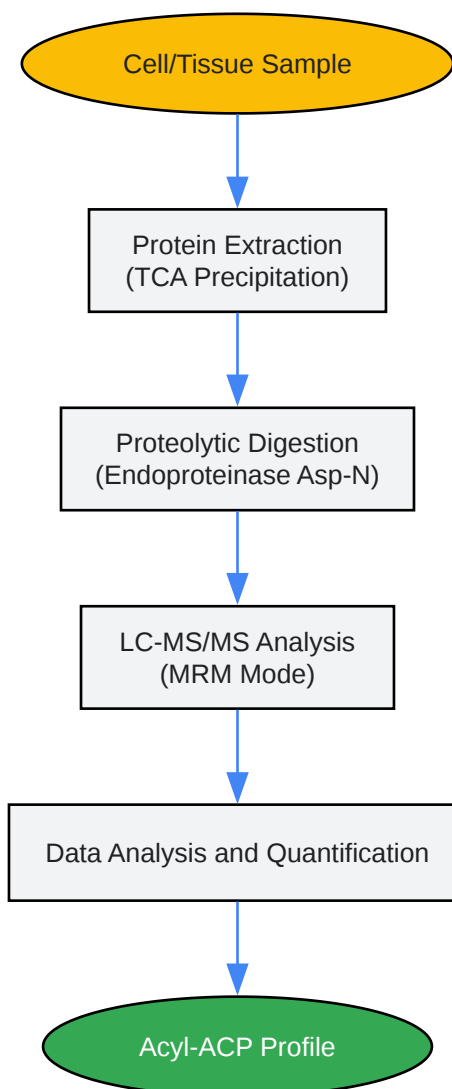 Cell/Tissue Sample
Protein Extraction
(TCA Precipitation)
Proteolytic Digestion
(Endoproteinase Asp-N)
LC-MS/MS Analysis
(MRM Mode)
Data Analysis and Quantification
Acyl-ACP Profile